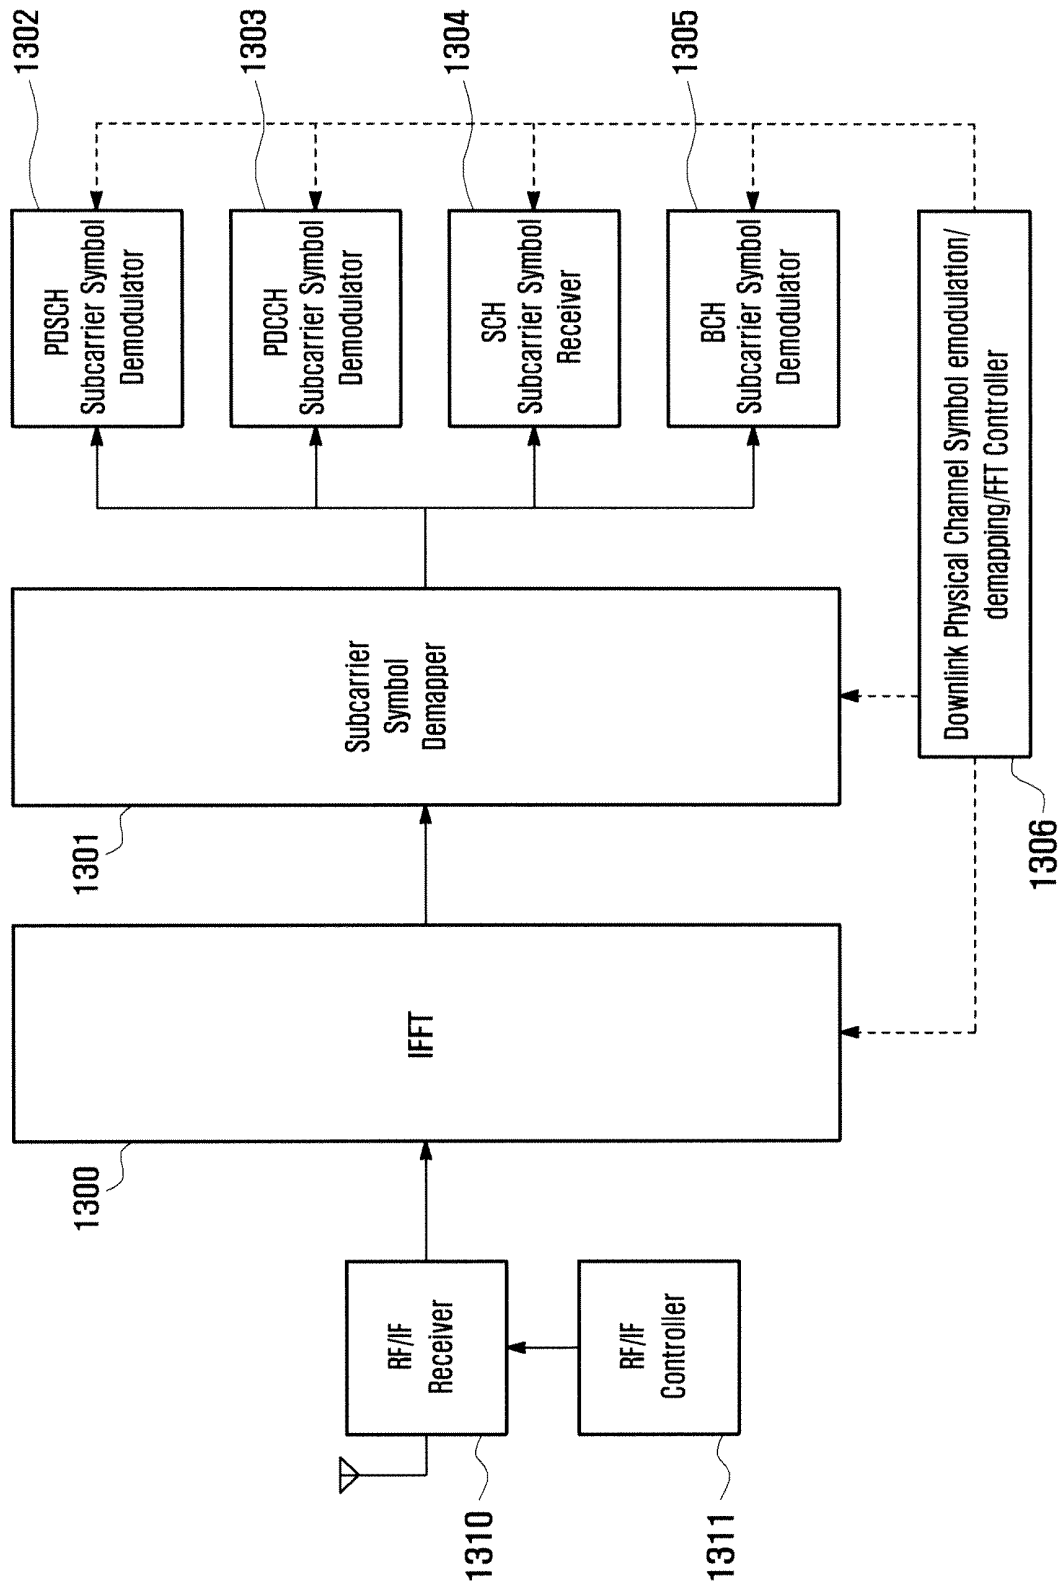 1302
PDSCH
Subcarrier Symbol
Demodulator
1303
PDCCH
Subcarrier Symbol
Demodulator
1304
SCH
Subcarrier Symbol
Receiver
1305
BCH
Subcarrier Symbol
Demodulator
1301
Subcarrier
Symbol
Demapper
1300
IFFT
1310
RF/IF
Receiver
1311
RF/IF
Controller
Downlink Physical Channel Symbol emodulation/
demapping/FFT Controller
1306